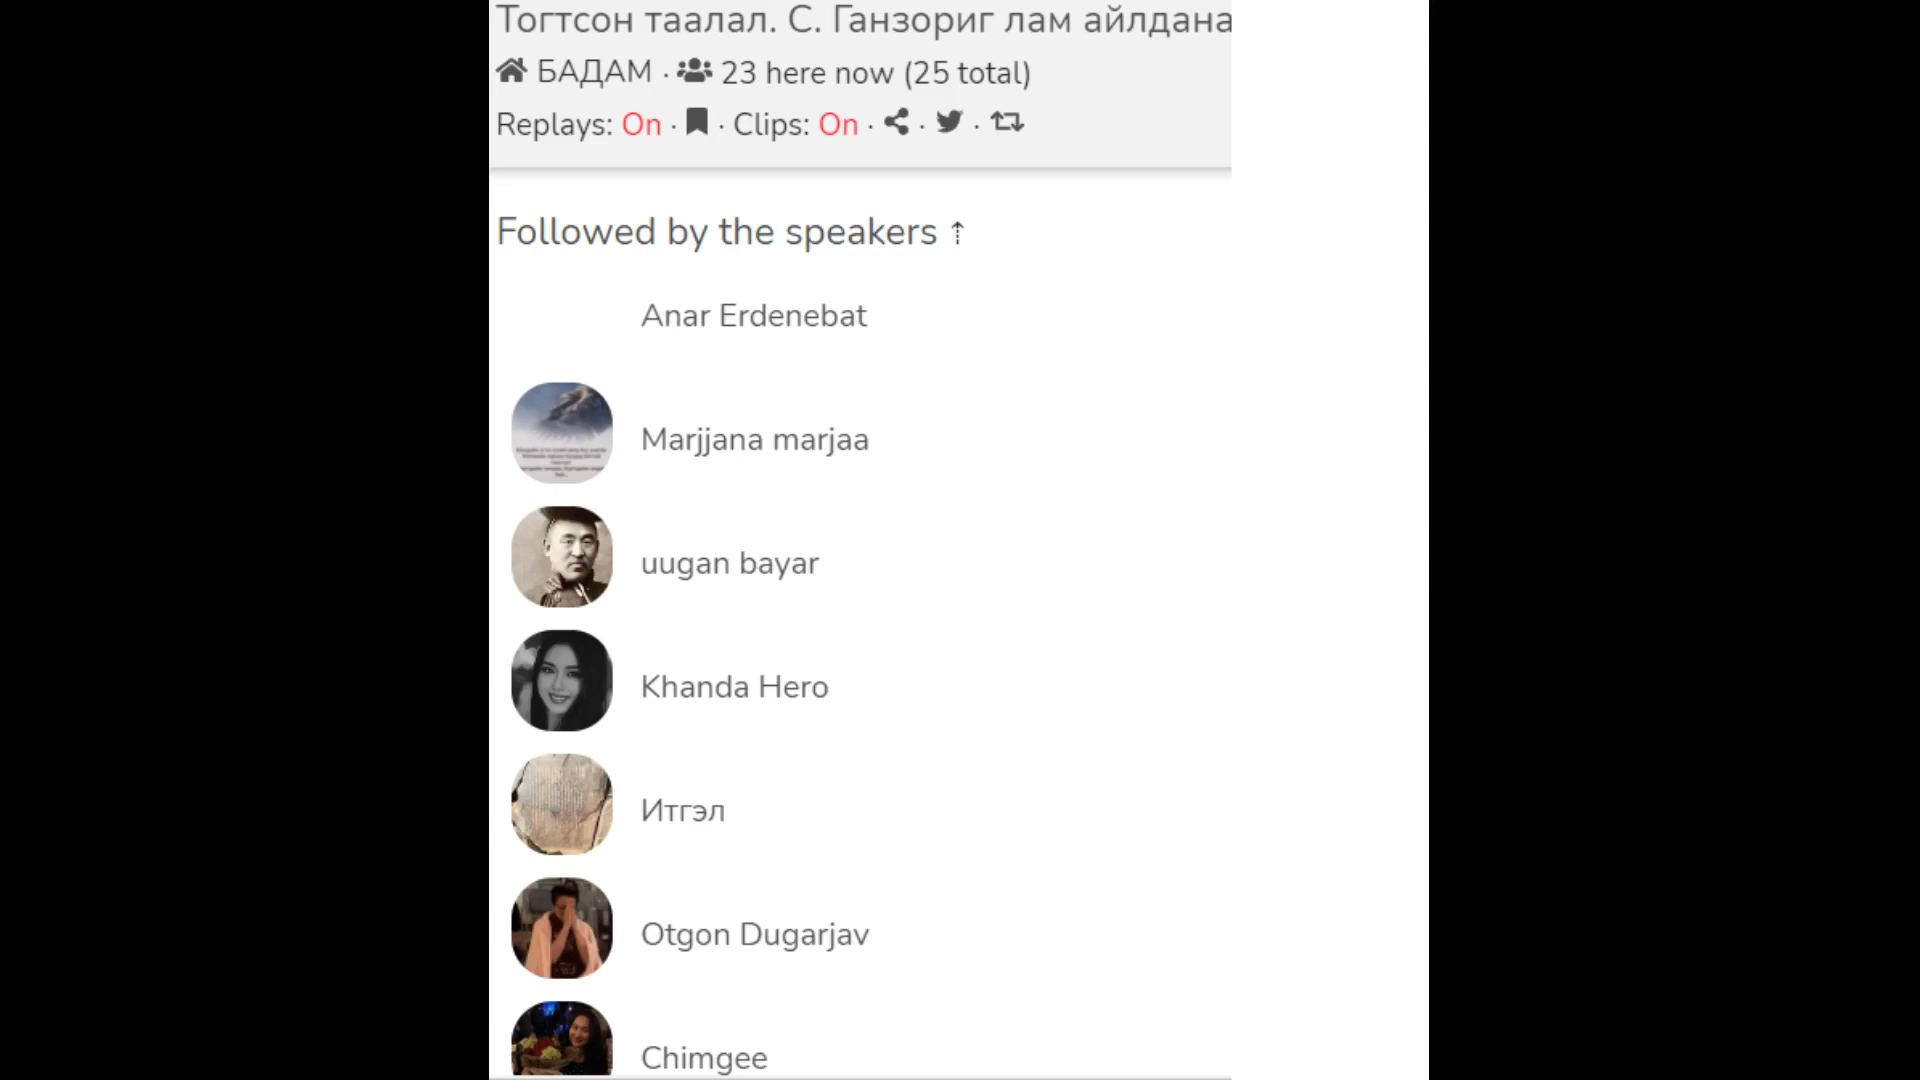 Тогтсон таалал. С. Ганзориг лам айлдана
БАДАМ · 23 here now (25 total)
Replays: On · · Clips: On · · ·
Followed by the speakers ⇡
Anar Erdenebat
Marjjana marjaa
uugan bayar
Khanda Hero
Итгэл
Otgon Dugarjav
Chimgee